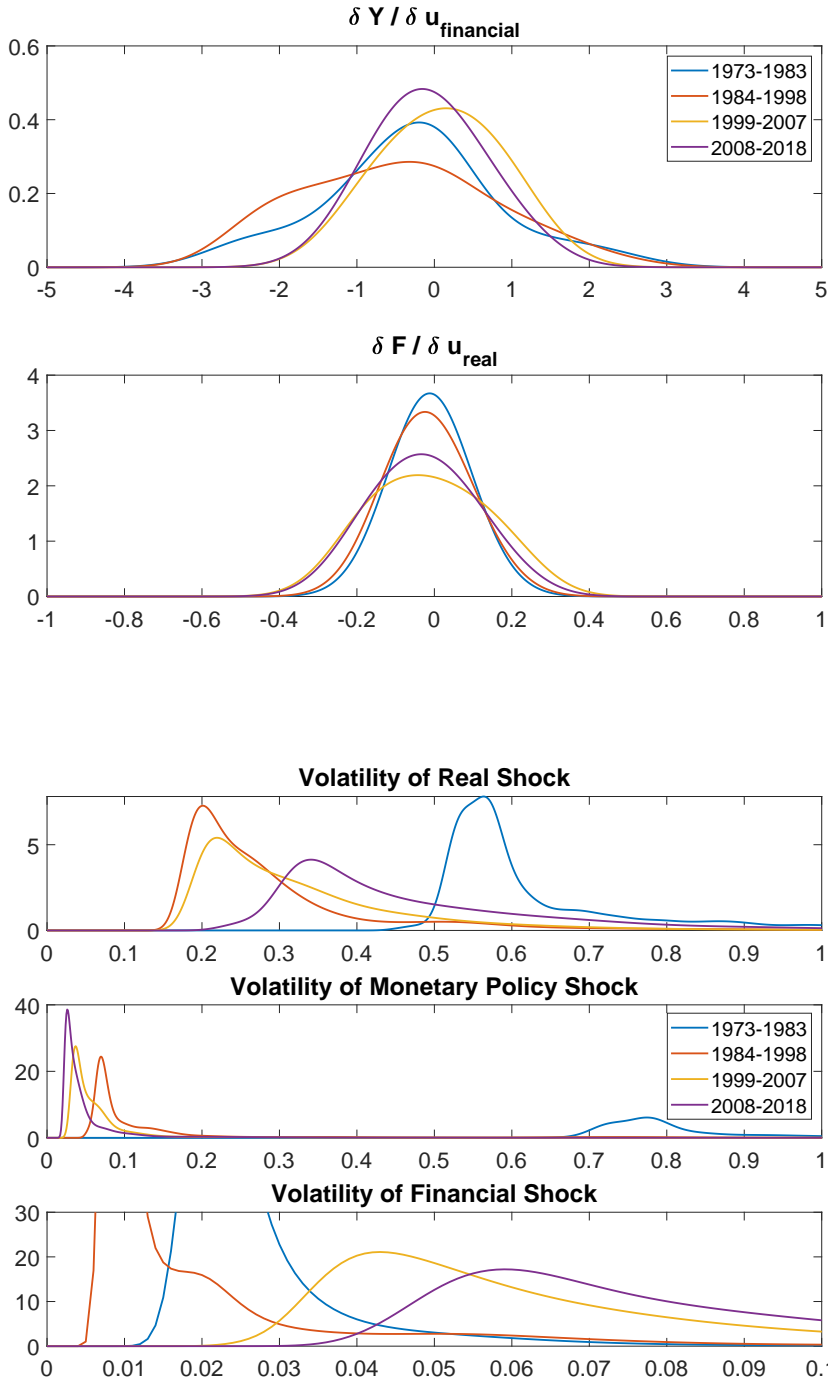 δ Y / δ u_financial
0.6
0.4
0.2
0
-5 -4 -3 -2 -1 0 1 2 3 4 5
1973-1983
1984-1998
1999-2007
2008-2018
δ F / δ u_real
4
3
2
1
0
-1 -0.8 -0.6 -0.4 -0.2 0 0.2 0.4 0.6 0.8 1
Volatility of Real Shock
5
0
0 0.1 0.2 0.3 0.4 0.5 0.6 0.7 0.8 0.9 1
Volatility of Monetary Policy Shock
40
20
0
0 0.1 0.2 0.3 0.4 0.5 0.6 0.7 0.8 0.9 1
1973-1983
1984-1998
1999-2007
2008-2018
Volatility of Financial Shock
30
20
10
0
0 0.01 0.02 0.03 0.04 0.05 0.06 0.07 0.08 0.09